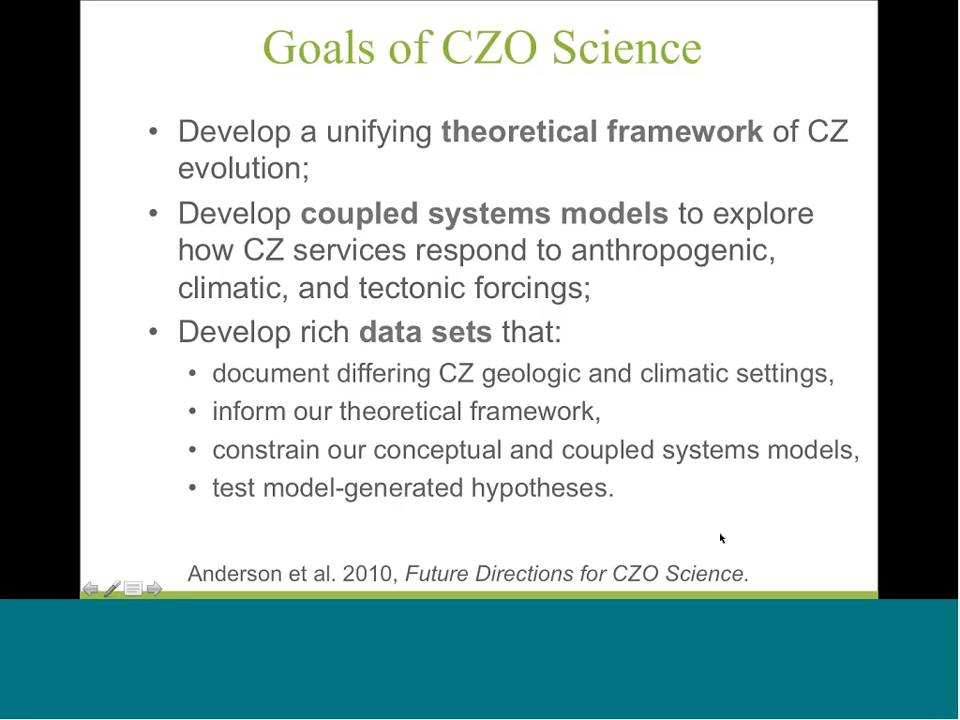 Goals of CZO Science
• Develop a unifying theoretical framework of CZ
evolution;
• Develop coupled systems models to explore
how CZ services respond to anthropogenic,
climatic, and tectonic forcings;
• Develop rich data sets that:
• document differing CZ geologic and climatic settings,
• inform our theoretical framework,
• constrain our conceptual and coupled systems models,
• test model-generated hypotheses.
Anderson et al. 2010, Future Directions for CZO Science.